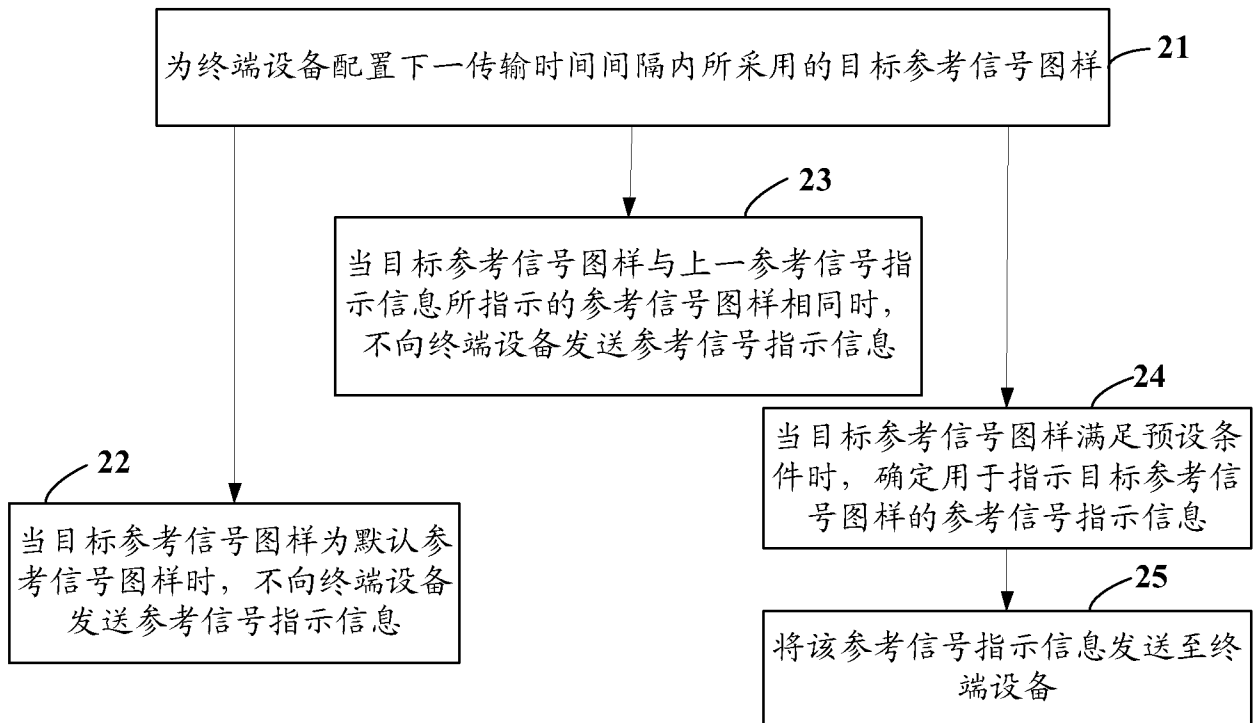 21
为终端设备配置下一传输时间间隔内所采用的目标参考信号图样
23
当目标参考信号图样与上一参考信号指
示信息所指示的参考信号图样相同时，
不向终端设备发送参考信号指示信息
24
当目标参考信号图样满足预设条
件时，确定用于指示目标参考信
号图样的参考信号指示信息
22
当目标参考信号图样为默认参
考信号图样时，不向终端设备
发送参考信号指示信息
25
将该参考信号指示信息发送至终
端设备